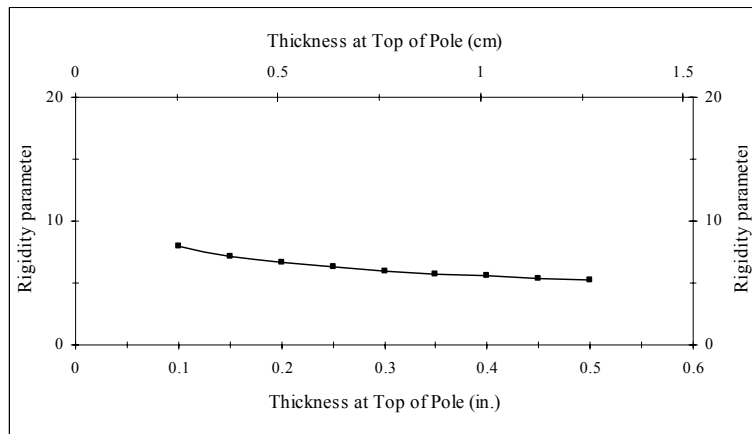 Thickness at Top of Pole (cm)
0 0.5 1 1.5
20 20
Rigidity parameter
10 10
Rigidity parameter
0 0
0 0.1 0.2 0.3 0.4 0.5 0.6
Thickness at Top of Pole (in.)